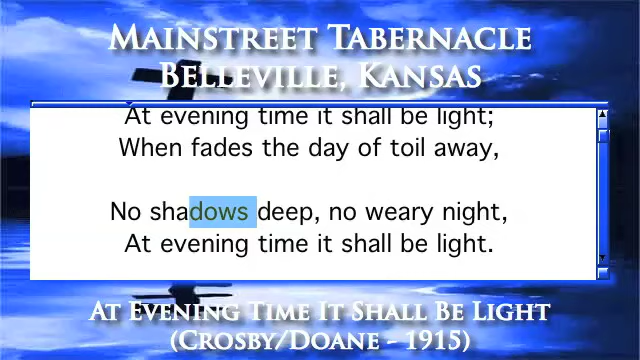 Mainstreet Tabernacle
Belleville, Kansas
At evening time it shall be light;
When fades the day of toil away,
No shadows deep, no weary night,
At evening time it shall be light.
At Evening Time It Shall Be Light
(Crosby/Doane - 1915)